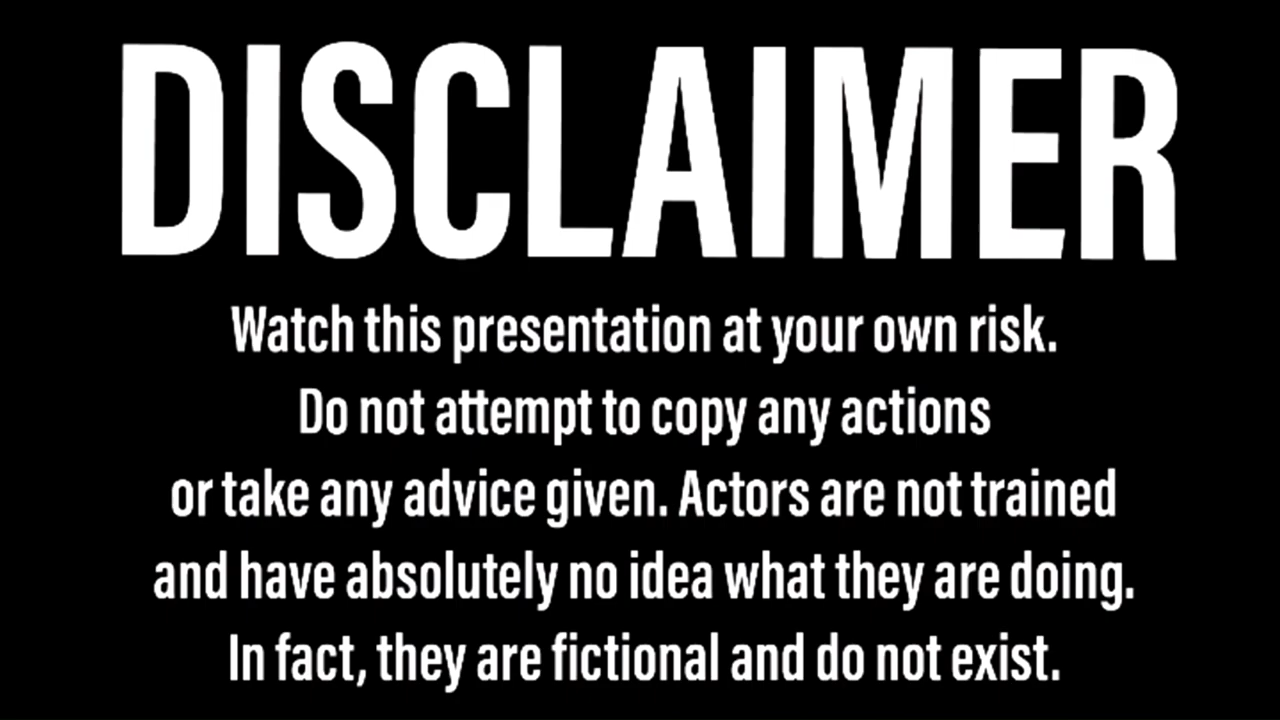 DISCLAIMER
Watch this presentation at your own risk.
Do not attempt to copy any actions
or take any advice given. Actors are not trained
and have absolutely no idea what they are doing.
In fact, they are fictional and do not exist.